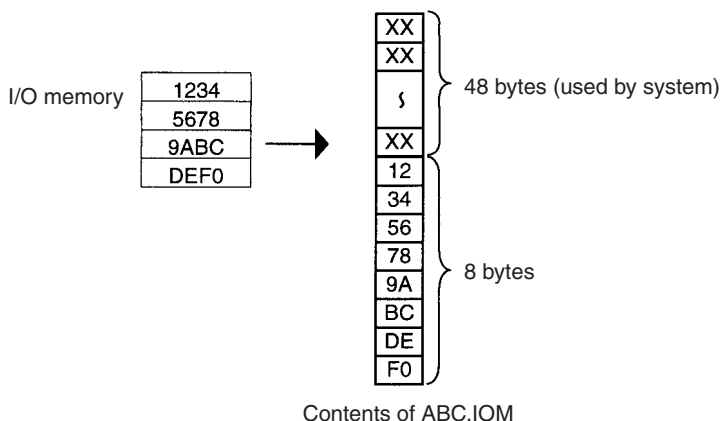 I/O memory
1234
5678
9ABC
DEF0
XX
XX
XX
12
34
56
78
9A
BC
DE
F0
48 bytes (used by system)
8 bytes
Contents of ABC.IOM